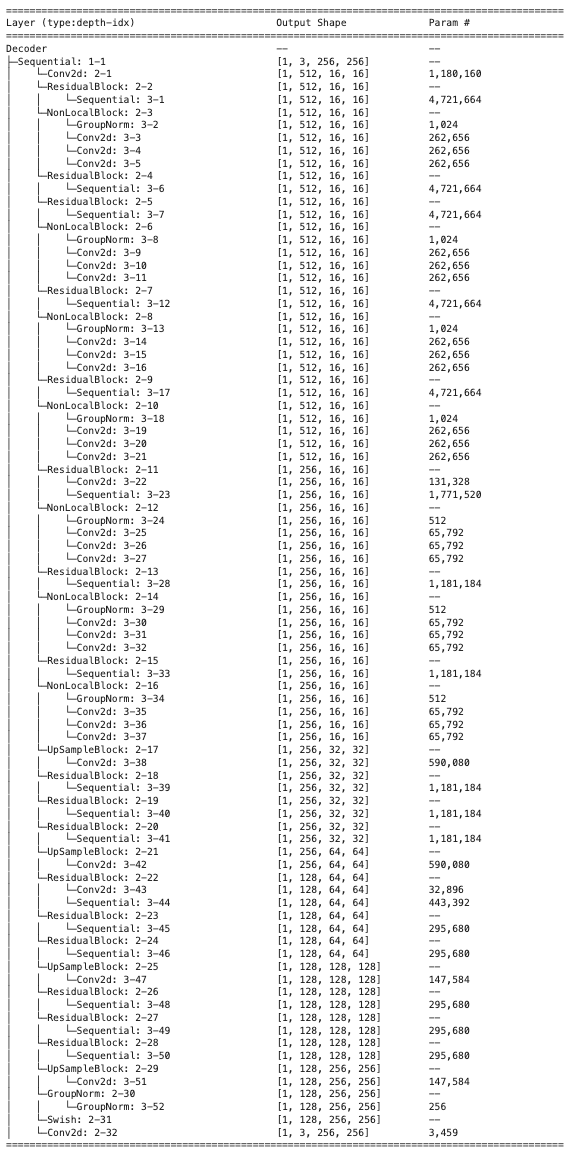 ==========================================================================================
Layer (type:depth-idx)                   Output Shape              Param #
==========================================================================================
Decoder                                  --                        --
├─Sequential: 1-1                        [1, 3, 256, 256]          --
│    └─Conv2d: 2-1                       [1, 512, 16, 16]          1,180,160
│    └─ResidualBlock: 2-2                [1, 512, 16, 16]          --
│    │    └─Sequential: 3-1              [1, 512, 16, 16]          4,721,664
│    └─NonLocalBlock: 2-3                [1, 512, 16, 16]          --
│    │    └─GroupNorm: 3-2               [1, 512, 16, 16]          1,024
│    │    └─Conv2d: 3-3                  [1, 512, 16, 16]          262,656
│    │    └─Conv2d: 3-4                  [1, 512, 16, 16]          262,656
│    │    └─Conv2d: 3-5                  [1, 512, 16, 16]          262,656
│    └─ResidualBlock: 2-4                [1, 512, 16, 16]          --
│    │    └─Sequential: 3-6              [1, 512, 16, 16]          4,721,664
│    └─ResidualBlock: 2-5                [1, 512, 16, 16]          --
│    │    └─Sequential: 3-7              [1, 512, 16, 16]          4,721,664
│    └─NonLocalBlock: 2-6                [1, 512, 16, 16]          --
│    │    └─GroupNorm: 3-8               [1, 512, 16, 16]          1,024
│    │    └─Conv2d: 3-9                  [1, 512, 16, 16]          262,656
│    │    └─Conv2d: 3-10                 [1, 512, 16, 16]          262,656
│    │    └─Conv2d: 3-11                 [1, 512, 16, 16]          262,656
│    └─ResidualBlock: 2-7                [1, 512, 16, 16]          --
│    │    └─Sequential: 3-12             [1, 512, 16, 16]          4,721,664
│    └─NonLocalBlock: 2-8                [1, 512, 16, 16]          --
│    │    └─GroupNorm: 3-13              [1, 512, 16, 16]          1,024
│    │    └─Conv2d: 3-14                 [1, 512, 16, 16]          262,656
│    │    └─Conv2d: 3-15                 [1, 512, 16, 16]          262,656
│    │    └─Conv2d: 3-16                 [1, 512, 16, 16]          262,656
│    └─ResidualBlock: 2-9                [1, 512, 16, 16]          --
│    │    └─Sequential: 3-17             [1, 512, 16, 16]          4,721,664
│    └─NonLocalBlock: 2-10               [1, 512, 16, 16]          --
│    │    └─GroupNorm: 3-18              [1, 512, 16, 16]          1,024
│    │    └─Conv2d: 3-19                 [1, 512, 16, 16]          262,656
│    │    └─Conv2d: 3-20                 [1, 512, 16, 16]          262,656
│    │    └─Conv2d: 3-21                 [1, 512, 16, 16]          262,656
│    └─ResidualBlock: 2-11               [1, 256, 16, 16]          --
│    │    └─Conv2d: 3-22                 [1, 256, 16, 16]          131,328
│    │    └─Sequential: 3-23             [1, 256, 16, 16]          1,771,520
│    └─NonLocalBlock: 2-12               [1, 256, 16, 16]          --
│    │    └─GroupNorm: 3-24              [1, 256, 16, 16]          512
│    │    └─Conv2d: 3-25                 [1, 256, 16, 16]          65,792
│    │    └─Conv2d: 3-26                 [1, 256, 16, 16]          65,792
│    │    └─Conv2d: 3-27                 [1, 256, 16, 16]          65,792
│    └─ResidualBlock: 2-13               [1, 256, 16, 16]          --
│    │    └─Sequential: 3-28             [1, 256, 16, 16]          1,181,184
│    └─NonLocalBlock: 2-14               [1, 256, 16, 16]          --
│    │    └─GroupNorm: 3-29              [1, 256, 16, 16]          512
│    │    └─Conv2d: 3-30                 [1, 256, 16, 16]          65,792
│    │    └─Conv2d: 3-31                 [1, 256, 16, 16]          65,792
│    │    └─Conv2d: 3-32                 [1, 256, 16, 16]          65,792
│    └─ResidualBlock: 2-15               [1, 256, 16, 16]          --
│    │    └─Sequential: 3-33             [1, 256, 16, 16]          1,181,184
│    └─NonLocalBlock: 2-16               [1, 256, 16, 16]          --
│    │    └─GroupNorm: 3-34              [1, 256, 16, 16]          512
│    │    └─Conv2d: 3-35                 [1, 256, 16, 16]          65,792
│    │    └─Conv2d: 3-36                 [1, 256, 16, 16]          65,792
│    │    └─Conv2d: 3-37                 [1, 256, 16, 16]          65,792
│    └─UpSampleBlock: 2-17               [1, 256, 32, 32]          --
│    │    └─Conv2d: 3-38                 [1, 256, 32, 32]          590,080
│    └─ResidualBlock: 2-18               [1, 256, 32, 32]          --
│    │    └─Sequential: 3-39             [1, 256, 32, 32]          1,181,184
│    └─ResidualBlock: 2-19               [1, 256, 32, 32]          --
│    │    └─Sequential: 3-40             [1, 256, 32, 32]          1,181,184
│    └─ResidualBlock: 2-20               [1, 256, 32, 32]          --
│    │    └─Sequential: 3-41             [1, 256, 32, 32]          1,181,184
│    └─UpSampleBlock: 2-21               [1, 256, 64, 64]          --
│    │    └─Conv2d: 3-42                 [1, 256, 64, 64]          590,080
│    └─ResidualBlock: 2-22               [1, 128, 64, 64]          --
│    │    └─Conv2d: 3-43                 [1, 128, 64, 64]          32,896
│    │    └─Sequential: 3-44             [1, 128, 64, 64]          443,392
│    └─ResidualBlock: 2-23               [1, 128, 64, 64]          --
│    │    └─Sequential: 3-45             [1, 128, 64, 64]          295,680
│    └─ResidualBlock: 2-24               [1, 128, 64, 64]          --
│    │    └─Sequential: 3-46             [1, 128, 64, 64]          295,680
│    └─UpSampleBlock: 2-25               [1, 128, 128, 128]        --
│    │    └─Conv2d: 3-47                 [1, 128, 128, 128]        147,584
│    └─ResidualBlock: 2-26               [1, 128, 128, 128]        --
│    │    └─Sequential: 3-48             [1, 128, 128, 128]        295,680
│    └─ResidualBlock: 2-27               [1, 128, 128, 128]        --
│    │    └─Sequential: 3-49             [1, 128, 128, 128]        295,680
│    └─ResidualBlock: 2-28               [1, 128, 128, 128]        --
│    │    └─Sequential: 3-50             [1, 128, 128, 128]        295,680
│    └─UpSampleBlock: 2-29               [1, 128, 256, 256]        --
│    │    └─Conv2d: 3-51                 [1, 128, 256, 256]        147,584
│    └─GroupNorm: 2-30                   [1, 128, 256, 256]        --
│    │    └─GroupNorm: 3-52              [1, 128, 256, 256]        256
│    └─Swish: 2-31                       [1, 128, 256, 256]        --
│    └─Conv2d: 2-32                      [1, 3, 256, 256]          3,459
==========================================================================================